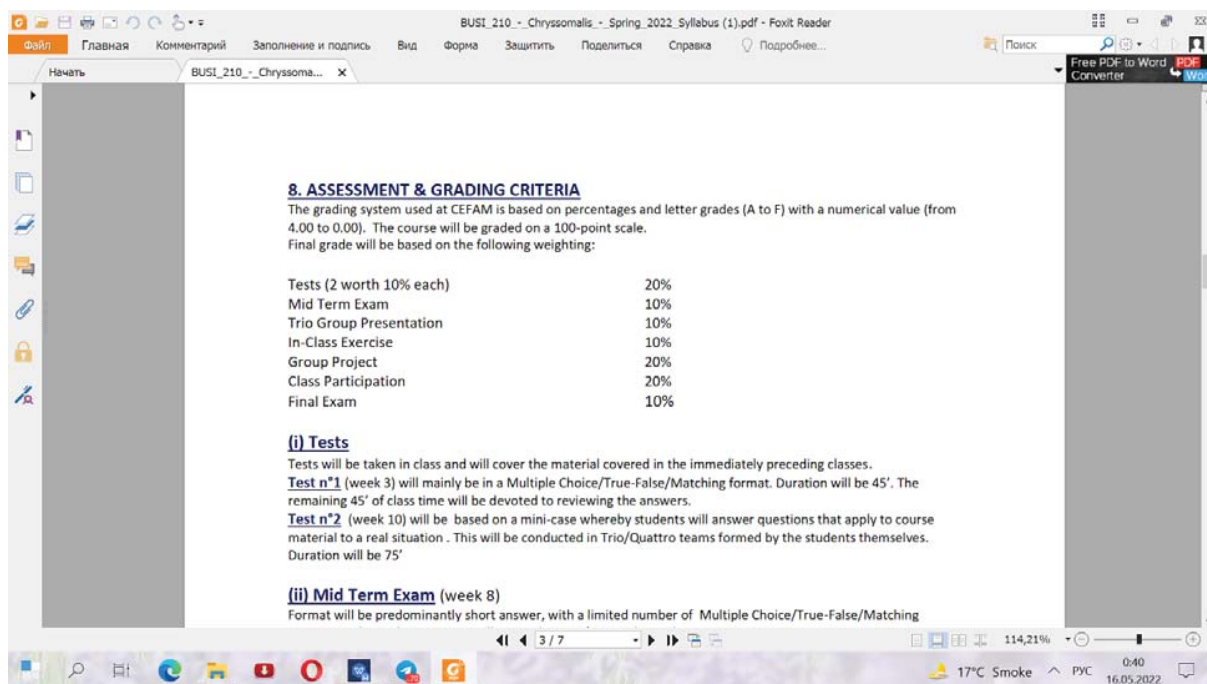 BUSI_210_-_Chryssomalis_-_Spring_2022_Syllabus (1).pdf - Foxit Reader
Файл Главная Комментарий Заполнение и подпись Вид Форма Защитить Поделиться Справка Подробнее... Поиск
Начать BUSI_210_-_Chryssoma... Free PDF to Word PDF
Converter
8. ASSESSMENT & GRADING CRITERIA
The grading system used at CEFAM is based on percentages and letter grades (A to F) with a numerical value (from
4.00 to 0.00). The course will be graded on a 100-point scale.
Final grade will be based on the following weighting:
Tests (2 worth 10% each) 20%
Mid Term Exam 10%
Trio Group Presentation 10%
In-Class Exercise 10%
Group Project 20%
Class Participation 20%
Final Exam 10%
(i) Tests
Tests will be taken in class and will cover the material covered in the immediately preceding classes.
Test n°1 (week 3) will mainly be in a Multiple Choice/True-False/Matching format. Duration will be 45’. The
remaining 45’ of class time will be devoted to reviewing the answers.
Test n°2 (week 10) will be based on a mini-case whereby students will answer questions that apply to course
material to a real situation . This will be conducted in Trio/Quattro teams formed by the students themselves.
Duration will be 75’
(ii) Mid Term Exam (week 8)
Format will be predominantly short answer, with a limited number of Multiple Choice/True-False/Matching
3 / 7 114,21%
17°C Smoke РУС 0:40
16.05.2022